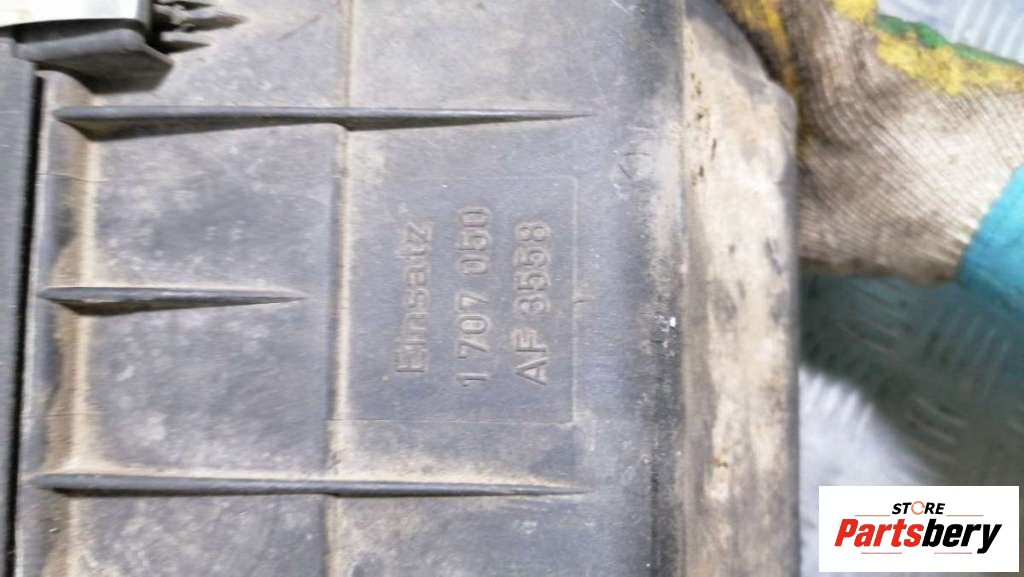 Einsatz
1 707 050
AF 3558
STORE
Partsbery